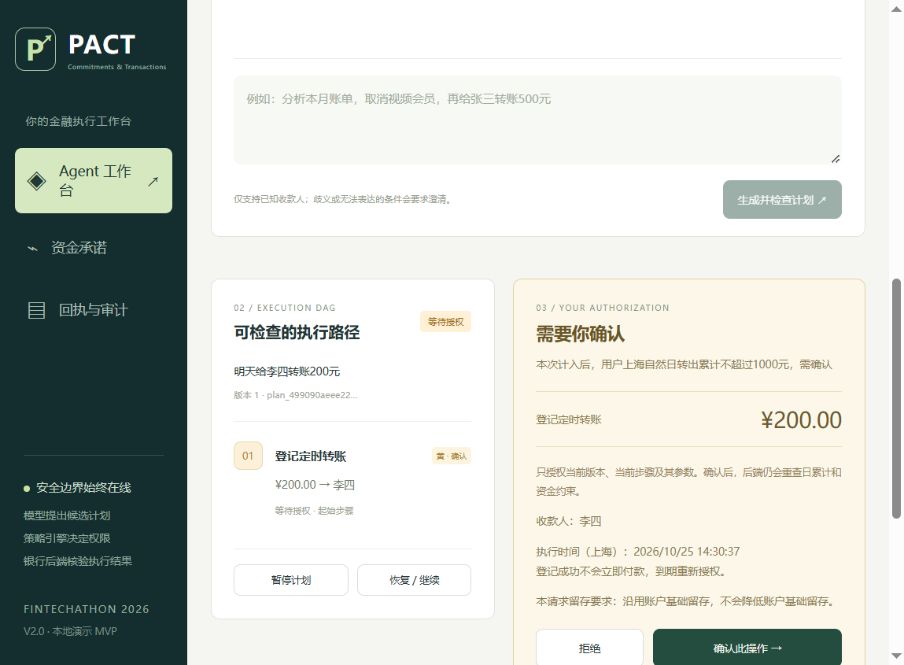 PACT
Commitments & Transactions
你的金融执行工作台
Agent 工作
台
资金承诺
回执与审计
安全边界始终在线
模型提出候选计划
策略引擎决定权限
银行后端核验执行结果
FINTECHATHON 2026
V2.0 · 本地演示 MVP
例如：分析本月账单，取消视频会员，再给张三转账500元
仅支持已知收款人；歧义或无法表达的条件会要求澄清。
生成并检查计划 ↗
02 / EXECUTION DAG
可检查的执行路径
等待授权
明天给李四转账200元
版本 1 · plan_499090aeee22...
01
登记定时转账
黄 · 确认
¥200.00 → 李四
等待授权 · 起始步骤
暂停计划
恢复 / 继续
03 / YOUR AUTHORIZATION
需要你确认
本次计入后，用户上海自然日转出累计不超过1000元，需确认
登记定时转账
¥200.00
只授权当前版本、当前步骤及其参数。确认后，后端仍会重查日累计和
资金约束。
收款人：李四
执行时间（上海）：2026/10/25 14:30:37
登记成功不会立即付款，到期重新授权。
本请求留存要求：沿用账户基础留存，不会降低账户基础留存。
拒绝
确认此操作 →